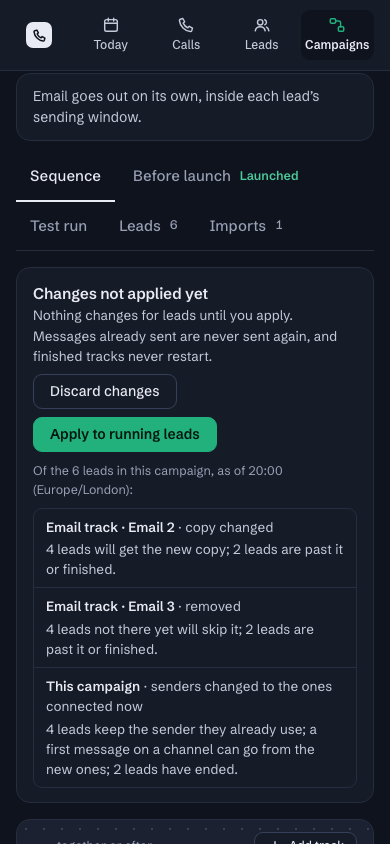 Today
Calls
Leads
Campaigns
Email goes out on its own, inside each lead's
sending window.
Sequence
Before launch Launched
Test run
Leads 6
Imports 1
Changes not applied yet
Nothing changes for leads until you apply.
Messages already sent are never sent again, and
finished tracks never restart.
Discard changes
Apply to running leads
Of the 6 leads in this campaign, as of 20:00
(Europe/London):
Email track · Email 2 · copy changed
4 leads will get the new copy; 2 leads are past it
or finished.
Email track · Email 3 · removed
4 leads not there yet will skip it; 2 leads are
past it or finished.
This campaign · senders changed to the ones
connected now
4 leads keep the sender they already use; a
first message on a channel can go from the
new ones; 2 leads have ended.
Add track